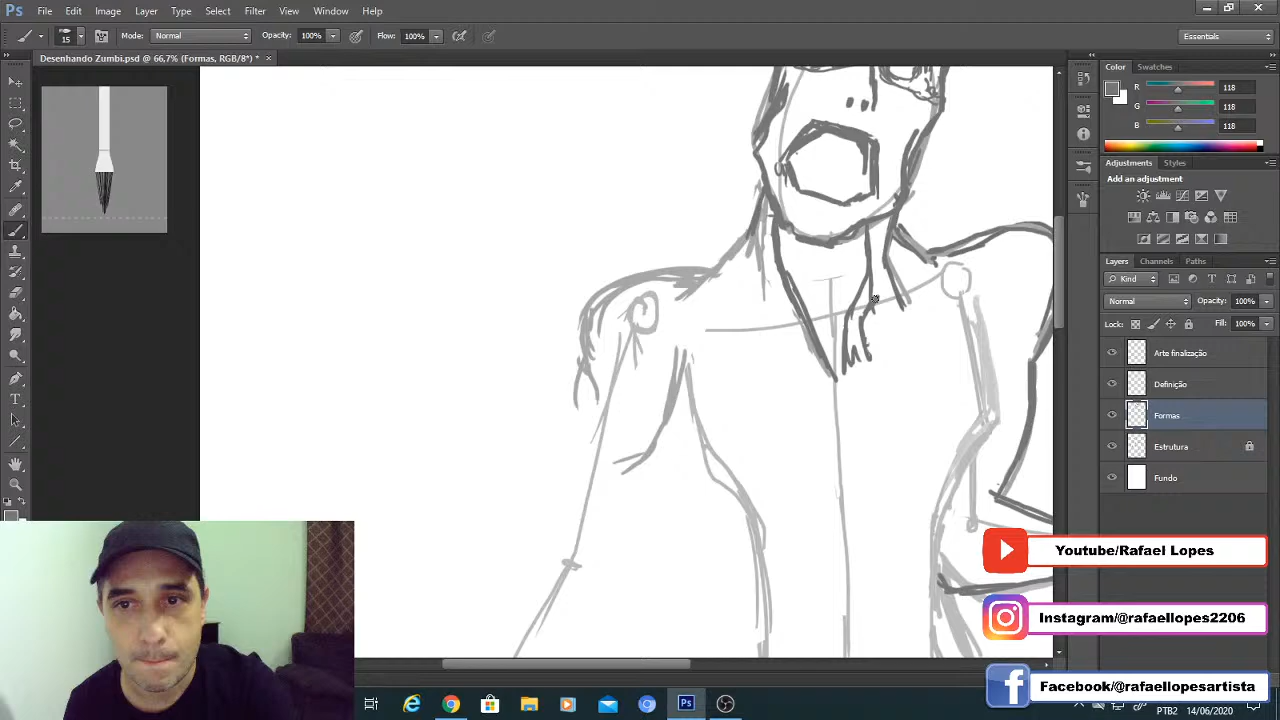 Ps File Edit Image Layer Type Select Filter View Window Help
15 Mode: Normal Opacity: 100% Flow: 100% Essentials
Desenhando Zumbi.psd @ 66,7% (Formas, RGB/8*) * ×
Color Swatches
R 118
G 118
B 118
Adjustments Styles
Add an adjustment
Layers Channels Paths
Kind
Normal Opacity: 100%
Lock: Fill: 100%
Arte finalização
Definição
Formas
Estrutura
Fundo
Youtube/Rafael Lopes
Instagram/@rafaellopes2206
Facebook/@rafaellopesartista
Ps PTB2 14/06/2020